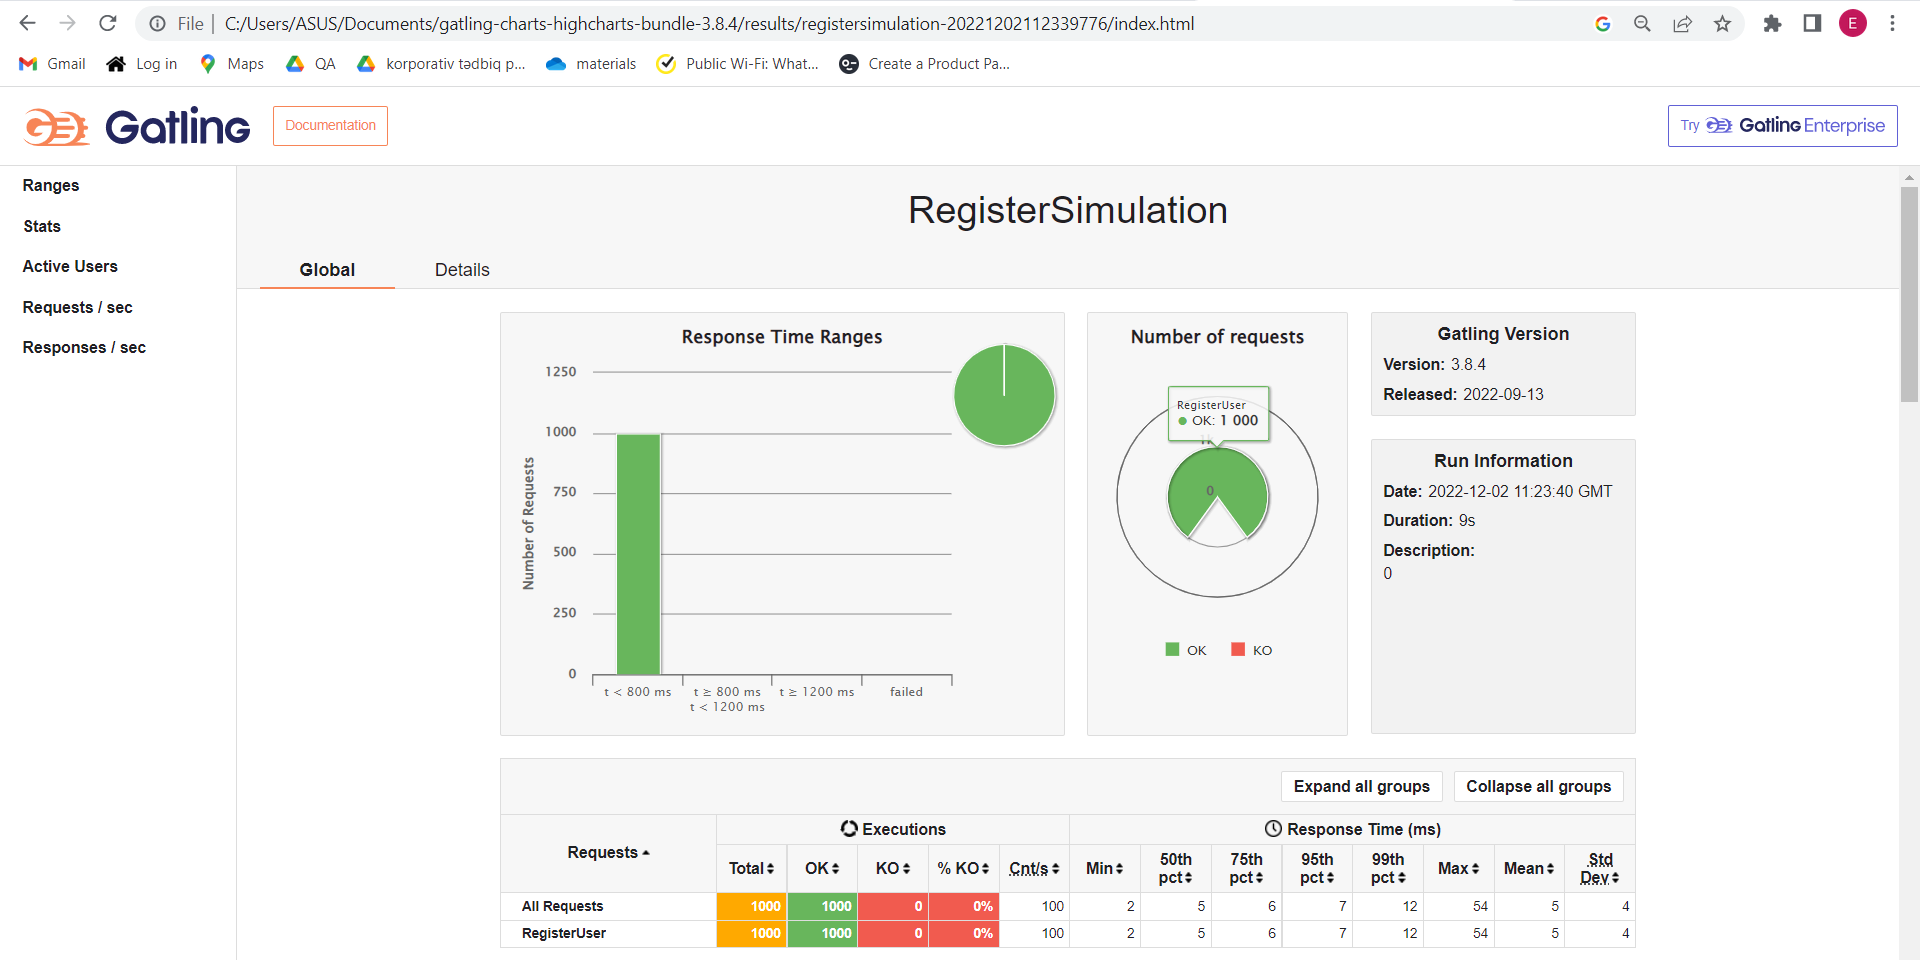 File | C:/Users/ASUS/Documents/gatling-charts-highcharts-bundle-3.8.4/results/registersimulation-20221202112339776/index.html
E
Gmail Log in Maps QA korporativ tədbiq p... materials Public Wi-Fi: What... Create a Product Pa...
Gatling Documentation Try Gatling Enterprise
Ranges
Stats
Active Users
Requests / sec
Responses / sec
RegisterSimulation
Global Details
Response Time Ranges
1250
1000
750
500
250
0
Number of Requests
t < 800 ms t ≥ 800 ms t ≥ 1200 ms failed
t < 1200 ms
Number of requests
RegisterUser
OK: 1 000
0
OK KO
Gatling Version
Version: 3.8.4
Released: 2022-09-13
Run Information
Date: 2022-12-02 11:23:40 GMT
Duration: 9s
Description:
0
Expand all groups Collapse all groups
Requests Executions Response Time (ms)
Total OK KO % KO Cnt/s Min 50th pct 75th pct 95th pct 99th pct Max Mean Std Dev
All Requests 1000 1000 0 0% 100 2 5 6 7 12 54 5 4
RegisterUser 1000 1000 0 0% 100 2 5 6 7 12 54 5 4